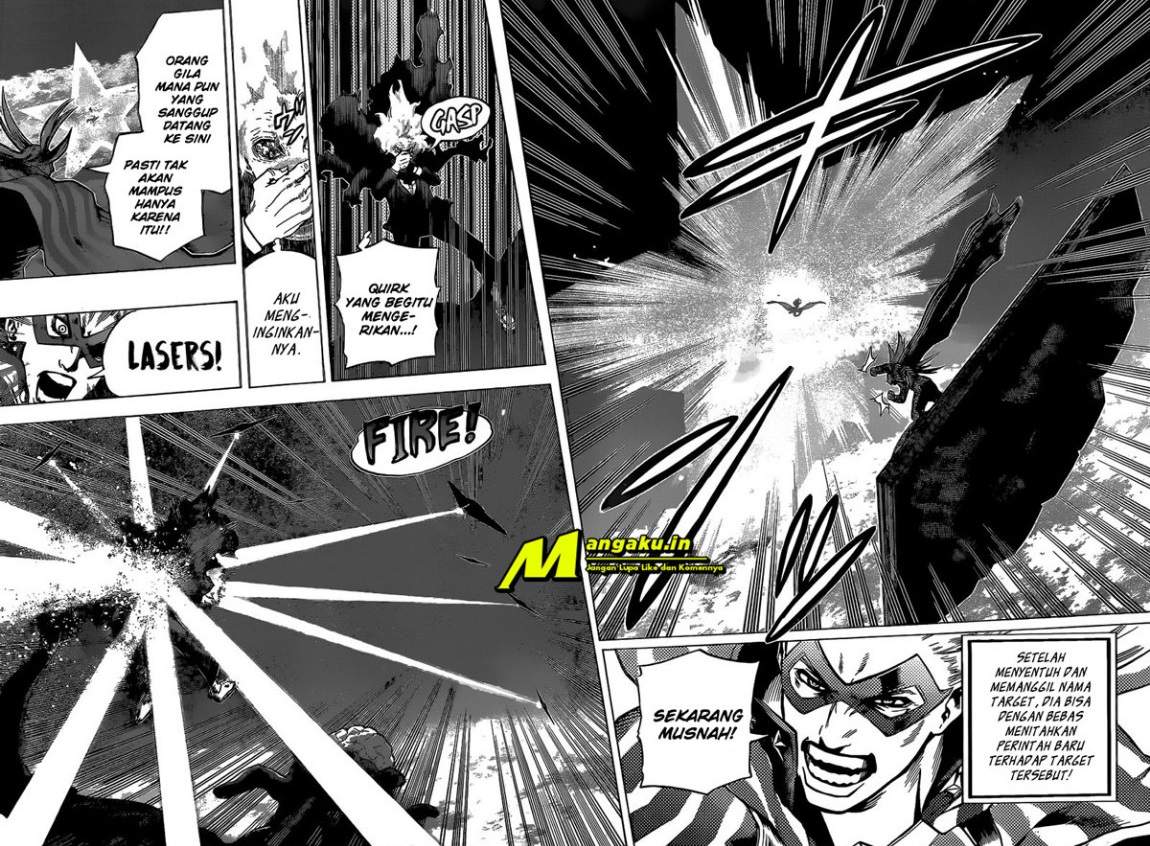 SETELAH
MENYENTUH DAN
MEMANGGIL NAMA
TARGET, DIA BISA
DENGAN BEBAS
MENITAHKAN
PERINTAH BARU
TERHADAP TARGET
TERSEBUT!
SEKARANG
MUSNAH!
GASP
QUIRK
YANG BEGITU
MENGE-
RIKAN...!
AKU
MENG-
INGINKAN-
NYA.
ORANG
GILA
MANA PUN
YANG
SANGGUP
DATANG
KE SINI
PASTI TAK
AKAN
MAMPUS
HANYA
KARENA
ITU!!
LASERS!
FIRE!
Mangaku.in
Jangan Lupa Like dan Komennya